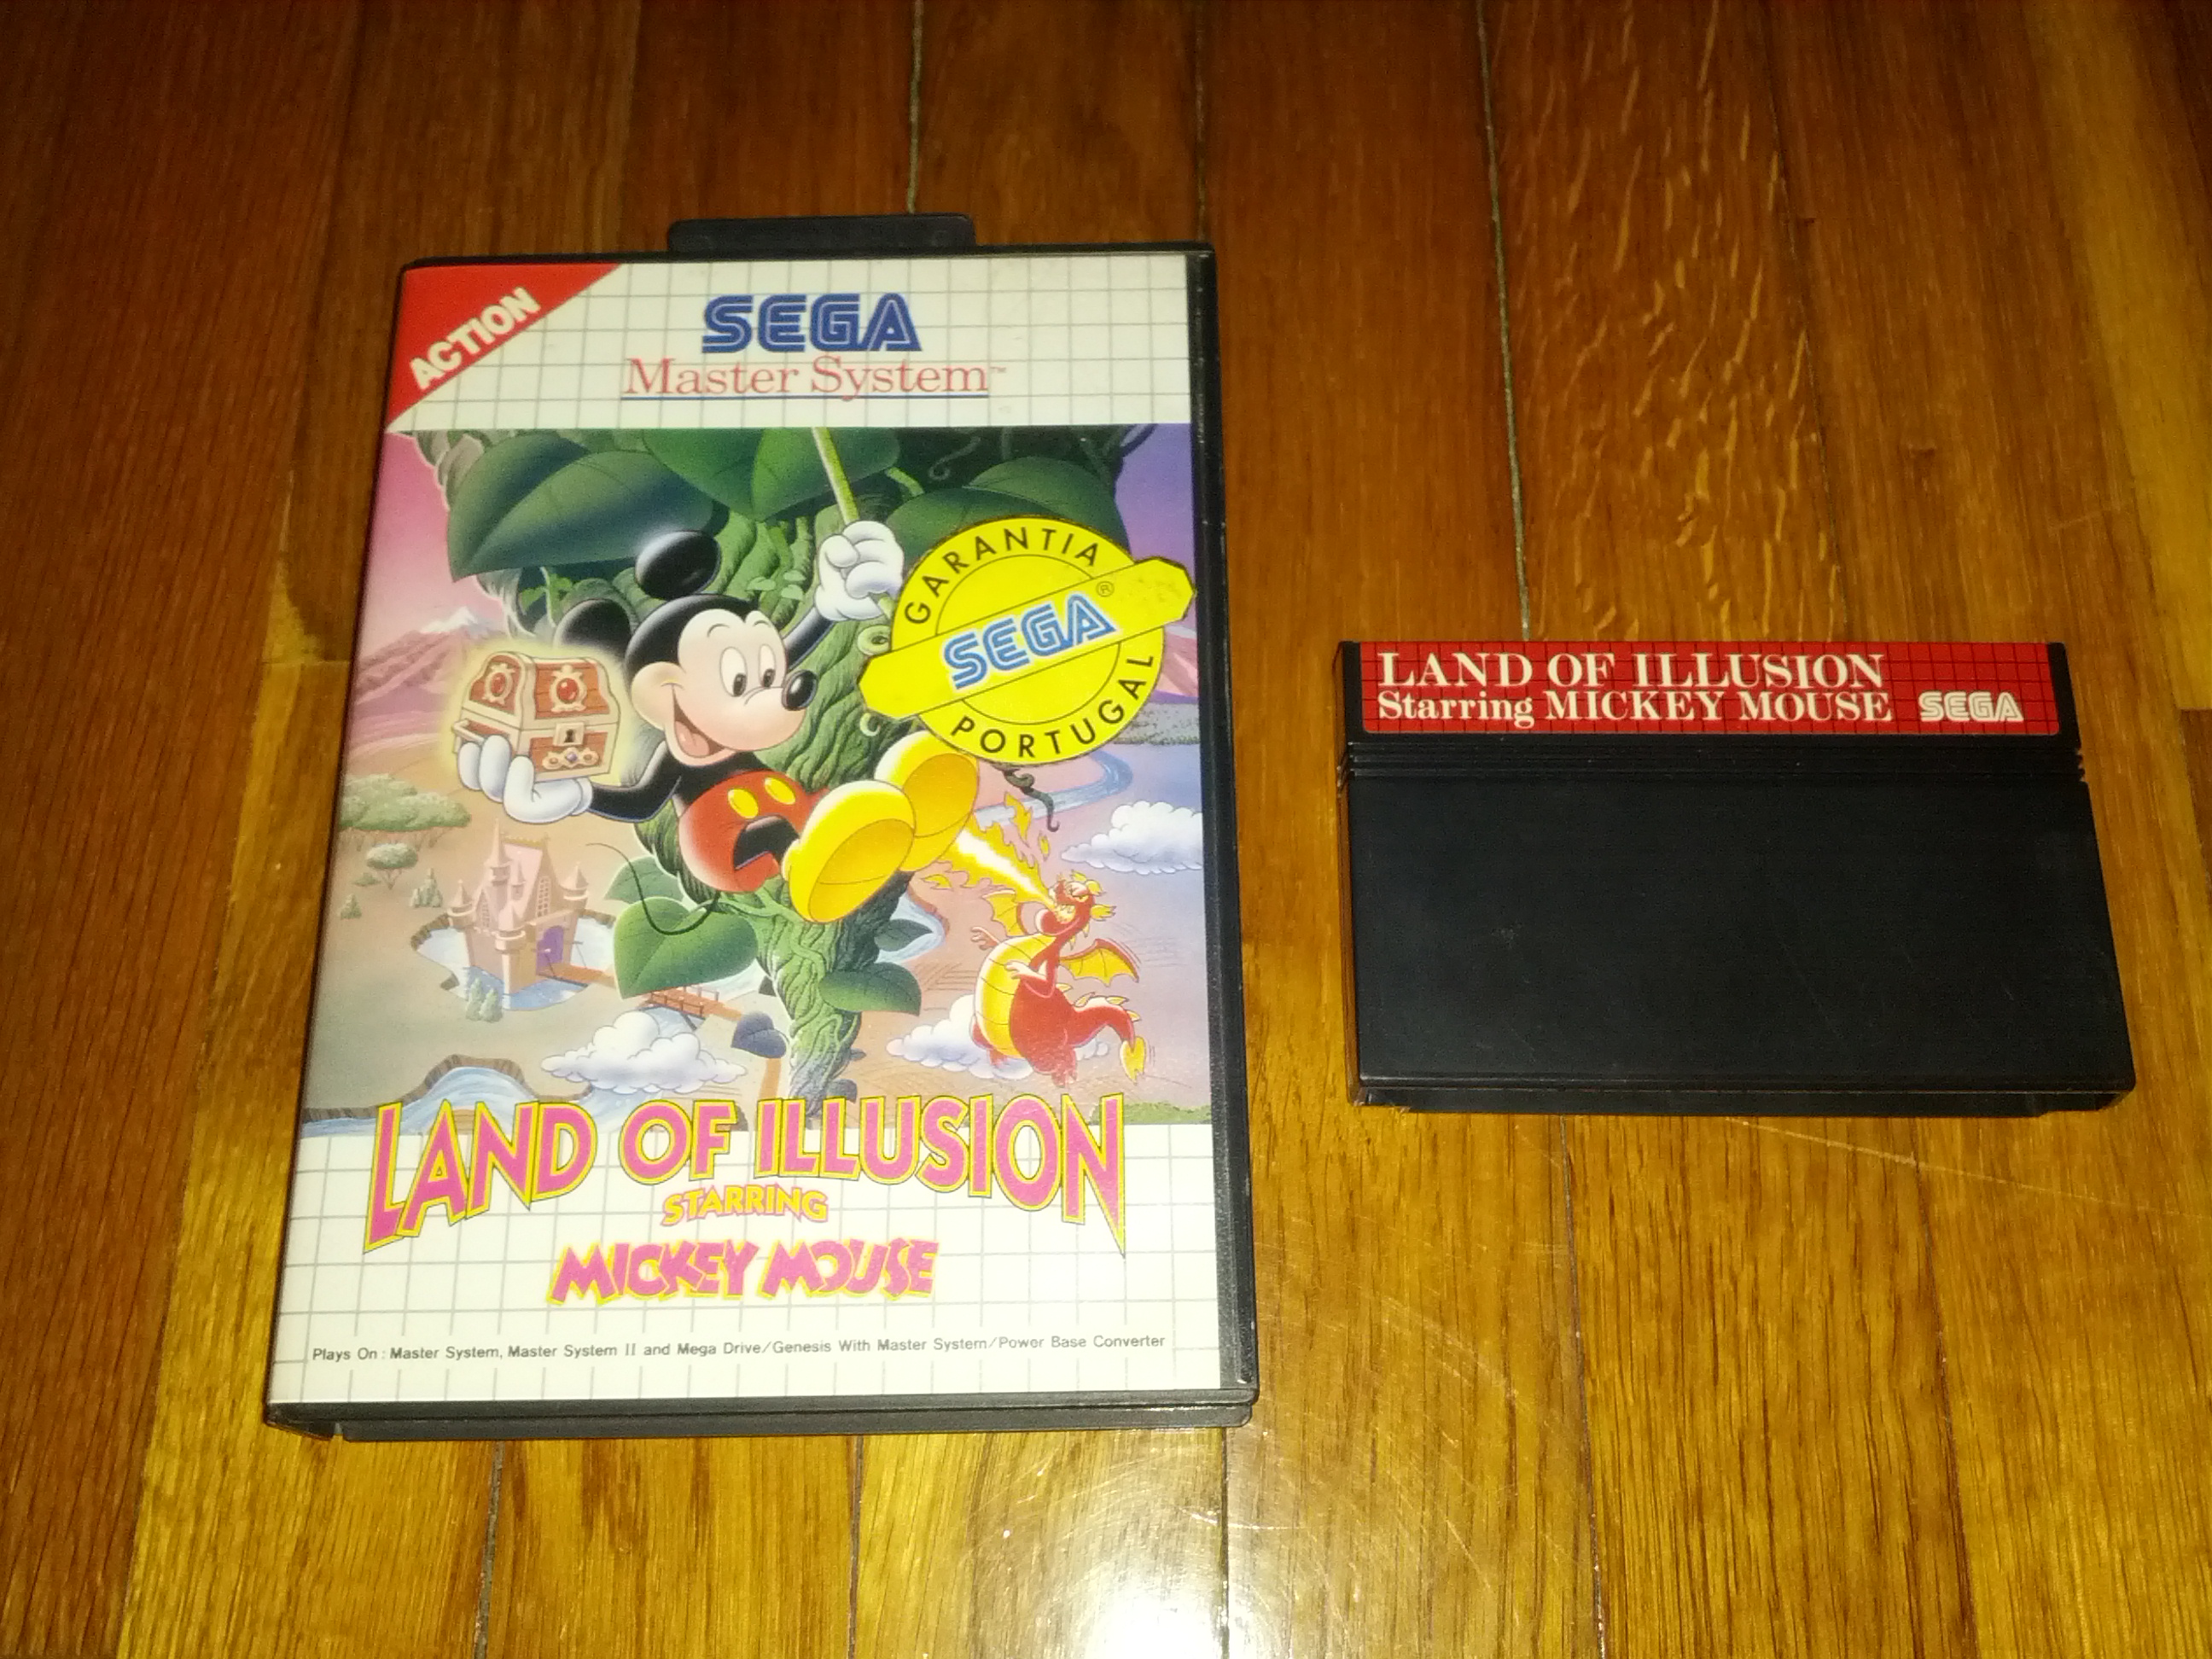 ACTION
SEGA
Master System™
GARANTIA
SEGA®
PORTUGAL
LAND OF ILLUSION
STARRING
MICKEY MOUSE
Plays On : Master System, Master System II and Mega Drive/Genesis With Master System/Power Base Converter
LAND OF ILLUSION
Starring MICKEY MOUSE SEGA